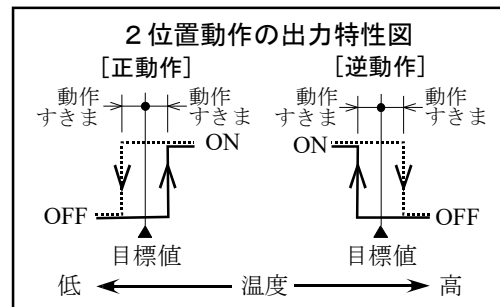 2位置動作の出力特性図
[正動作] [逆動作]
動作 動作 動作 動作
すきま すきま すきま すきま
ON ON
OFF OFF
目標値 目標値
低 温度 高